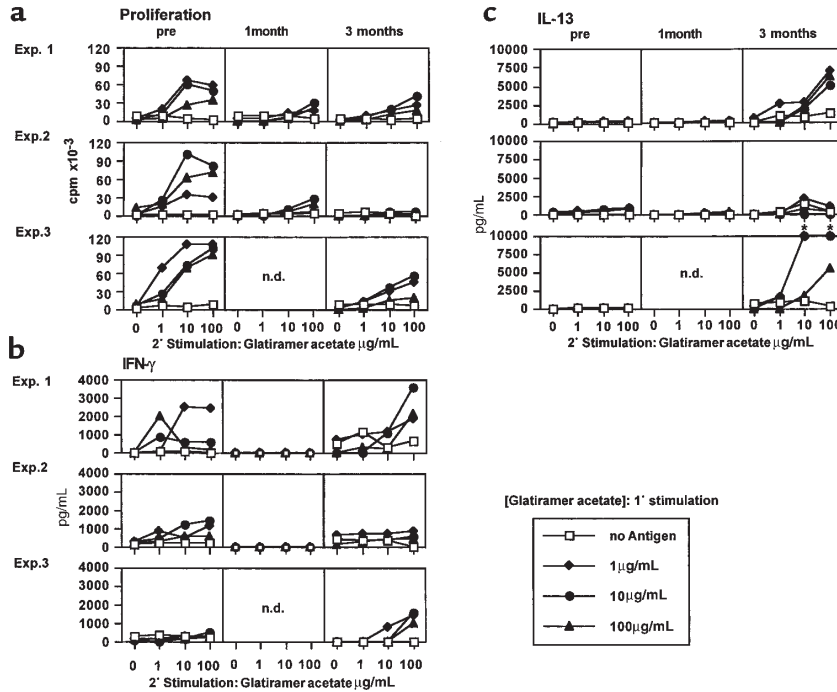 a
Proliferation
pre
1month
3 months
Exp. 1
120
90
60
30
0
Exp.2
cpm x10-3
120
90
60
30
0
Exp.3
120
90
60
30
0
n.d.
0 1 10 100 0 1 10 100 0 1 10 100
2˚ Stimulation: Glatiramer acetate µg/mL
b
IFN-γ
Exp. 1
4000
3000
2000
1000
0
Exp.2
pg/mL
4000
3000
2000
1000
0
Exp.3
4000
3000
2000
1000
0
n.d.
0 1 10 100 0 1 10 100 0 1 10 100
2˚ Stimulation: Glatiramer acetate µg/mL
c
IL-13
pre
1month
3 months
10000
7500
5000
2500
0
pg/mL
10000
7500
5000
2500
0
* *
10000
7500
5000
2500
0
n.d.
0 1 10 100 0 1 10 100 0 1 10 100
2˚ Stimulation: Glatiramer acetate µg/mL
[Glatiramer acetate]: 1˚ stimulation
no Antigen
1µg/mL
10µg/mL
100µg/mL